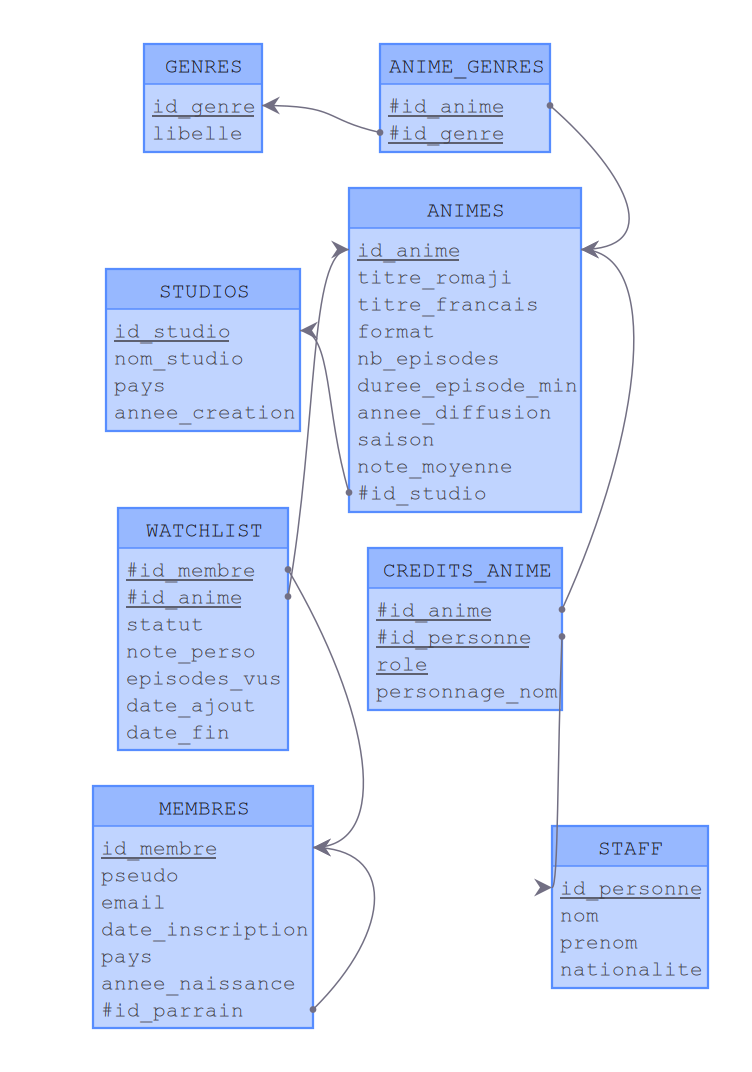 GENRES
id_genre
libelle
ANIME_GENRES
#id_anime
#id_genre
ANIMES
id_anime
titre_romaji
titre_francais
format
nb_episodes
duree_episode_min
annee_diffusion
saison
note_moyenne
#id_studio
STUDIOS
id_studio
nom_studio
pays
annee_creation
WATCHLIST
#id_membre
#id_anime
statut
note_perso
episodes_vus
date_ajout
date_fin
CREDITS_ANIME
#id_anime
#id_personne
role
personnage_nom
MEMBRES
id_membre
pseudo
email
date_inscription
pays
annee_naissance
#id_parrain
STAFF
id_personne
nom
prenom
nationalite